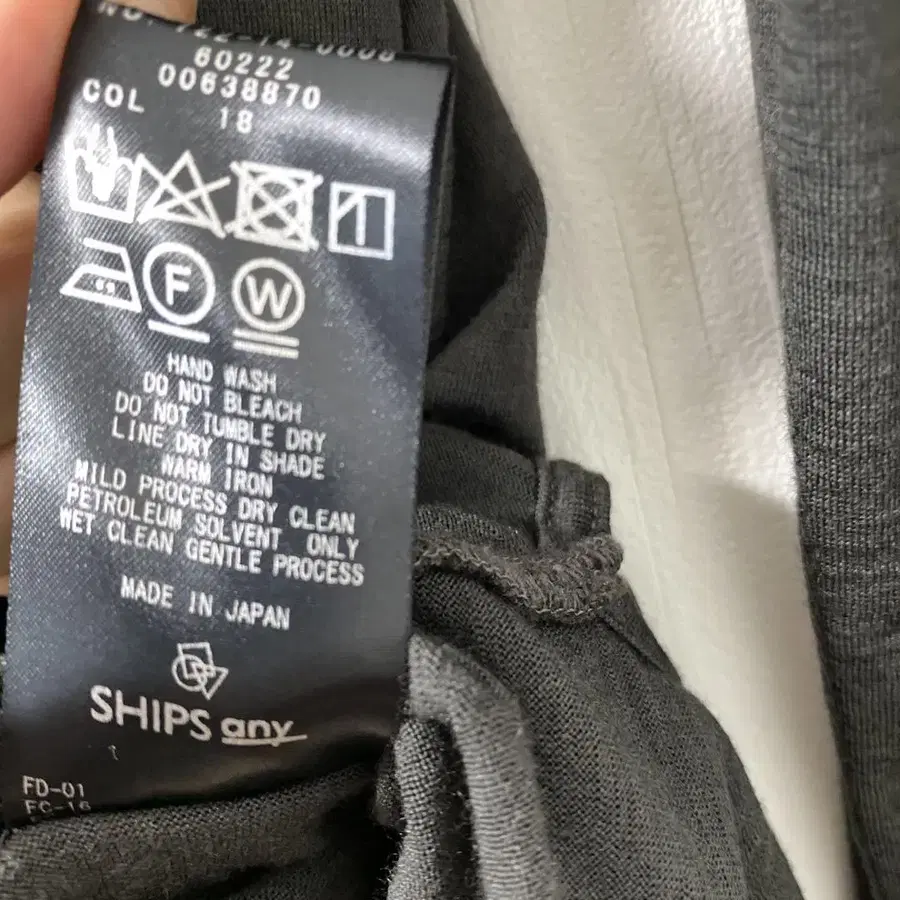 60222
00638870
COL 18
F W
HAND WASH
DO NOT BLEACH
DO NOT TUMBLE DRY
LINE DRY IN SHADE
WARM IRON
MILD PROCESS DRY CLEAN
PETROLEUM SOLVENT ONLY
WET CLEAN GENTLE PROCESS
MADE IN JAPAN
SHIPS any
FD-01